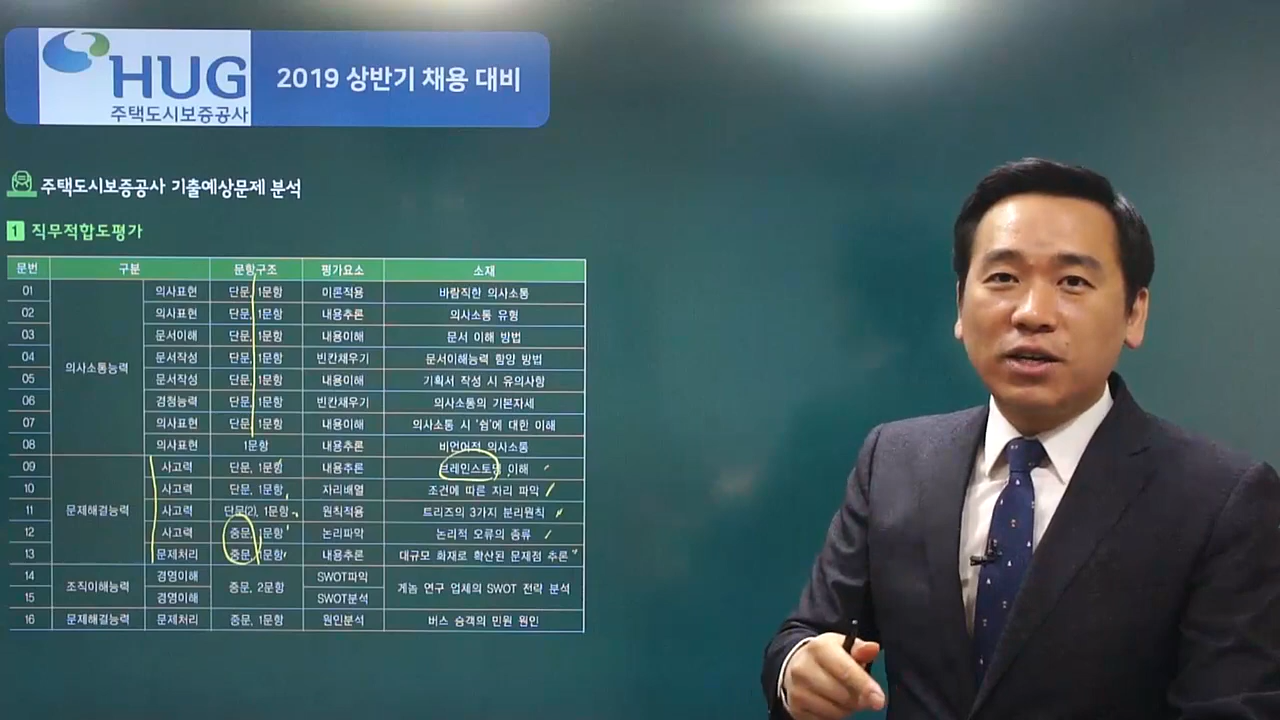 HUG
주택도시보증공사
2019 상반기 채용 대비
주택도시보증공사 기출예상문제 분석
1 직무적합도평가
문번 구분 문항구조 평가요소 소재
01 의사표현 단문, 1문항 이론적용 바람직한 의사소통
02 의사표현 단문, 1문항 내용추론 의사소통 유형
03 문서이해 단문, 1문항 내용이해 문서 이해 방법
04 의사소통능력 문서작성 단문, 1문항 빈칸채우기 문서이해능력 함양 방법
05 문서작성 단문, 1문항 내용이해 기획서 작성 시 유의사항
06 경청능력 단문, 1문항 빈칸채우기 의사소통의 기본자세
07 의사표현 단문, 1문항 내용이해 의사소통 시 '쉼'에 대한 이해
08 의사표현 1문항 내용추론 비언어적 의사소통
09 사고력 단문, 1문항 내용추론 브레인스토밍 이해
10 사고력 단문, 1문항 자리배열 조건에 따른 자리 파악
11 문제해결능력 사고력 단문(2), 1문항 원칙적용 트리즈의 3가지 분리원칙
12 사고력 중문, 1문항 논리파악 논리적 오류의 종류
13 문제처리 중문, 1문항 내용추론 대규모 화재로 확산된 문제점 추론
14 조직이해능력 경영이해 중문, 2문항 SWOT파악 게놈 연구 업체의 SWOT 전략 분석
15 경영이해 SWOT분석
16 문제해결능력 문제처리 중문, 1문항 원인분석 버스 승객의 민원 원인